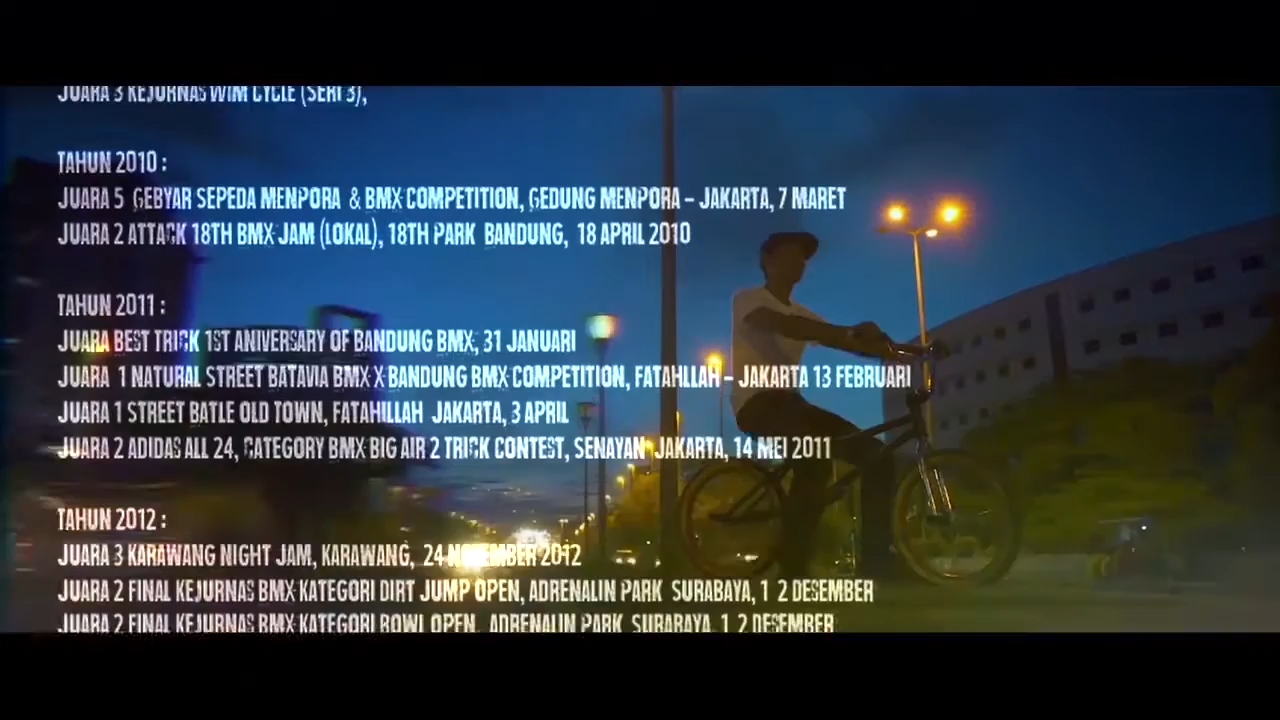 JUARA 3 KEJURNAS WIM CYCLE (SERI 3),
TAHUN 2010 :
JUARA 5 GEBYAR SEPEDA MENPORA & BMX COMPETITION, GEDUNG MENPORA – JAKARTA, 7 MARET
JUARA 2 ATTACK 18TH BMX JAM (LOKAL), 18TH PARK BANDUNG, 18 APRIL 2010
TAHUN 2011 :
JUARA BEST TRICK 1ST ANIVERSARY OF BANDUNG BMX, 31 JANUARI
JUARA 1 NATURAL STREET BATAVIA BMX X BANDUNG BMX COMPETITION, FATAHLLAH – JAKARTA 13 FEBRUARI
JUARA 1 STREET BATLE OLD TOWN, FATAHILLAH JAKARTA, 3 APRIL
JUARA 2 ADIDAS ALL 24, CATEGORY BMX BIG AIR 2 TRICK CONTEST, SENAYAN JAKARTA, 14 MEI 2011
TAHUN 2012 :
JUARA 3 KARAWANG NIGHT JAM, KARAWANG, 24 NOVEMBER 2012
JUARA 2 FINAL KEJURNAS BMX KATEGORI DIRT JUMP OPEN, ADRENALIN PARK SURABAYA, 1 2 DESEMBER
JUARA 2 FINAL KEJURNAS BMX KATEGORI BOWL OPEN, ADRENALIN PARK SURABAYA, 1 2 DESEMBER